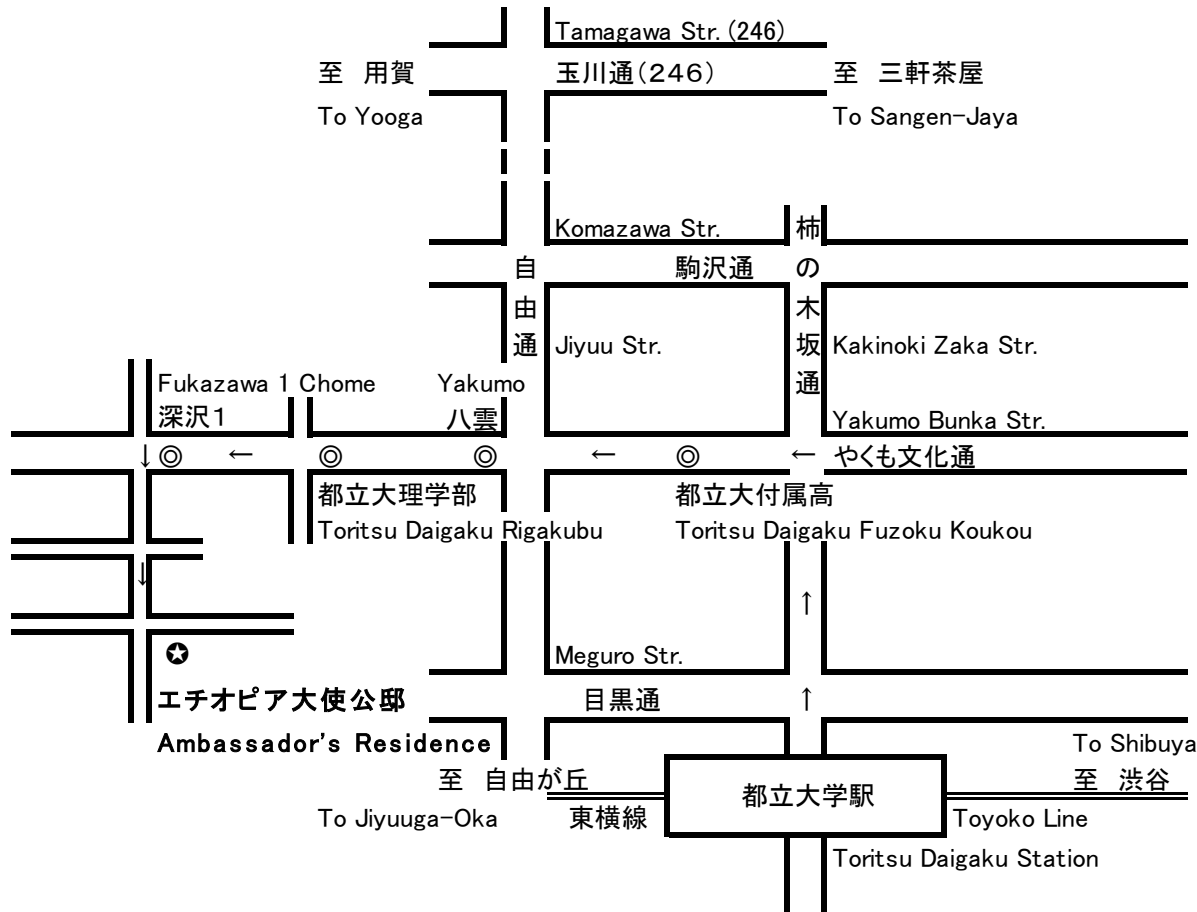 Tamagawa Str. (246)
至 用賀
玉川通(246)
至 三軒茶屋
To Yooga
To Sangen-Jaya
Komazawa Str.
駒沢通
柿の木坂通
自由通
Jiyuu Str.
Kakinoki Zaka Str.
Fukazawa 1 Chome
Yakumo
深沢1
八雲
Yakumo Bunka Str.
↓◎ ← ◎ ◎ ← ◎ ← やくも文化通
都立大理学部
都立大付属高
Toritsu Daigaku Rigakubu
Toritsu Daigaku Fuzoku Koukou
↓
↑
✪
Meguro Str.
エチオピア大使公邸
目黒通
↑
Ambassador's Residence
To Shibuya
至 自由が丘
都立大学駅
至 渋谷
To Jiyuuga-Oka
東横線
Toyoko Line
Toritsu Daigaku Station